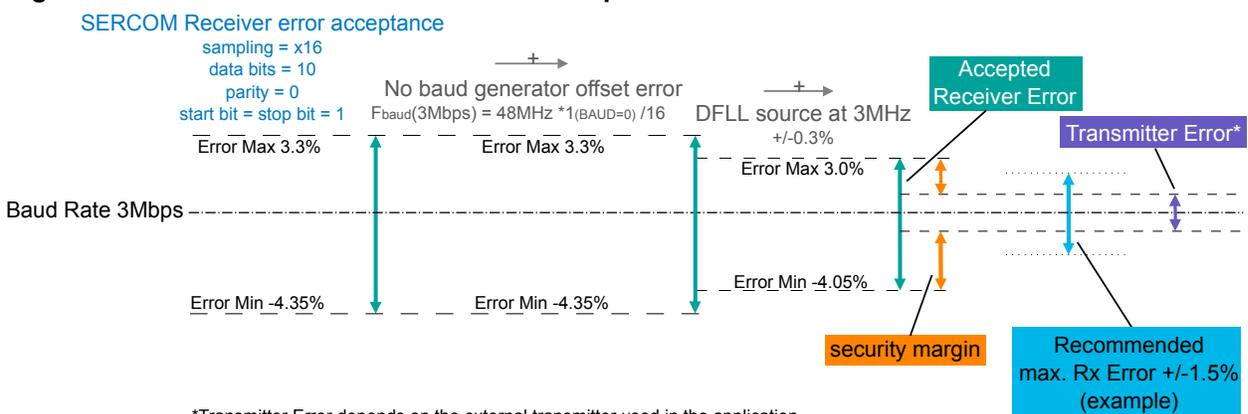 SERCOM Receiver error acceptance
sampling = x16
data bits = 10
parity = 0
start bit = stop bit = 1
+
No baud generator offset error
Fbaud(3Mbps) = 48MHz *1(BAUD=0) /16
+
DFLL source at 3MHz
+/-0.3%
Accepted
Receiver Error
Transmitter Error*
Error Max 3.3%
Error Max 3.3%
Error Max 3.0%
Baud Rate 3Mbps
Error Min -4.35%
Error Min -4.35%
Error Min -4.05%
security margin
Recommended
max. Rx Error +/-1.5%
(example)
*Transmitter Error depends on the external transmitter used in the application